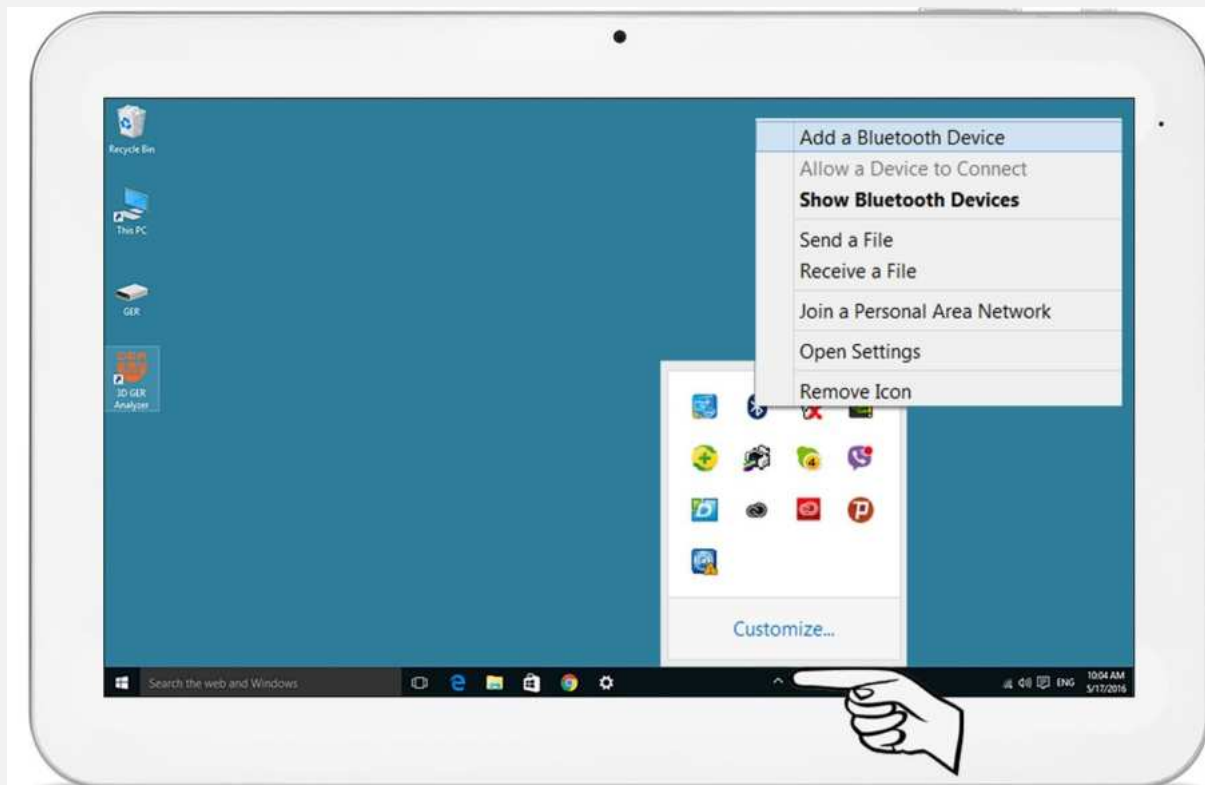 Recycle Bin
This PC
GER
3D GER
Analyzer
Add a Bluetooth Device
Allow a Device to Connect
Show Bluetooth Devices
Send a File
Receive a File
Join a Personal Area Network
Open Settings
Remove Icon
4
Customize...
Search the web and Windows
ENG
10:04 AM
5/17/2016